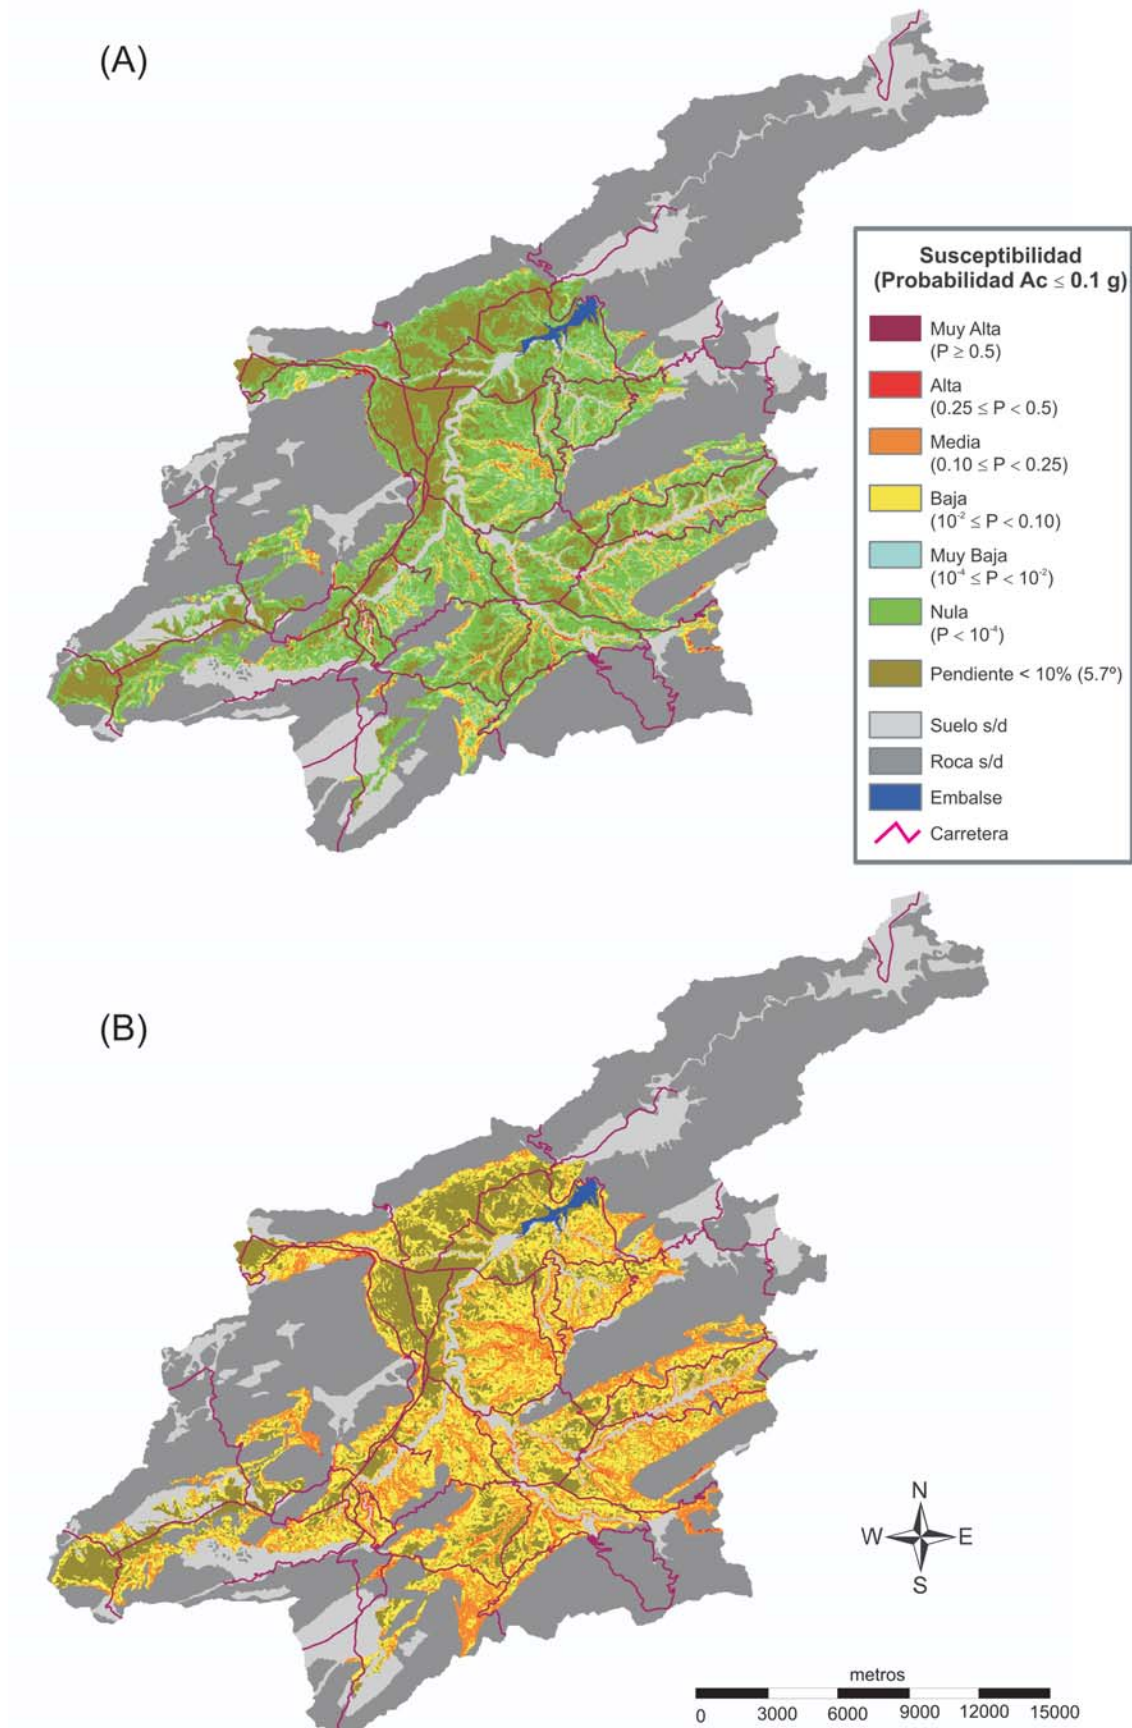 (A)
Susceptibilidad
(Probabilidad Ac ≤ 0.1 g)
Muy Alta
(P ≥ 0.5)
Alta
(0.25 ≤ P < 0.5)
Media
(0.10 ≤ P < 0.25)
Baja
(10⁻² ≤ P < 0.10)
Muy Baja
(10⁻⁴ ≤ P < 10⁻²)
Nula
(P < 10⁻⁴)
Pendiente < 10% (5.7º)
Suelo s/d
Roca s/d
Embalse
Carretera
(B)
N
W E
S
metros
0 3000 6000 9000 12000 15000